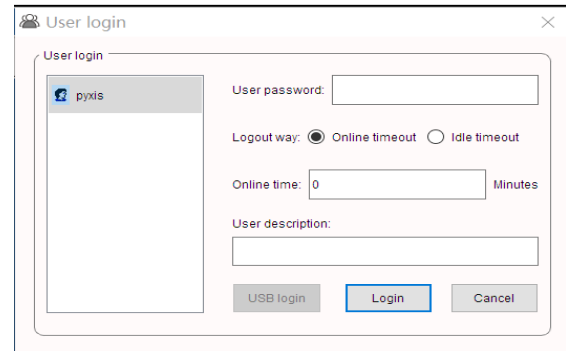 User login
User login
pyxis
User password:
Logout way: Online timeout Idle timeout
Online time: 0 Minutes
User description:
USB login Login Cancel